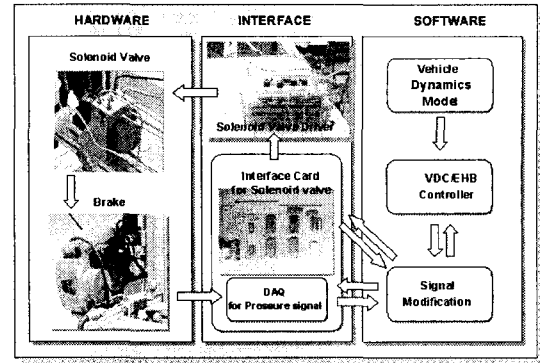 HARDWARE
INTERFACE
SOFTWARE
Solenoid Valve
Brake
Solenoid Valve Driver
Interface Card
for Solenoid valve
DAQ
for Pressure signal
Vehicle
Dynamics
Model
VDC/EHB
Controller
Signal
Modification